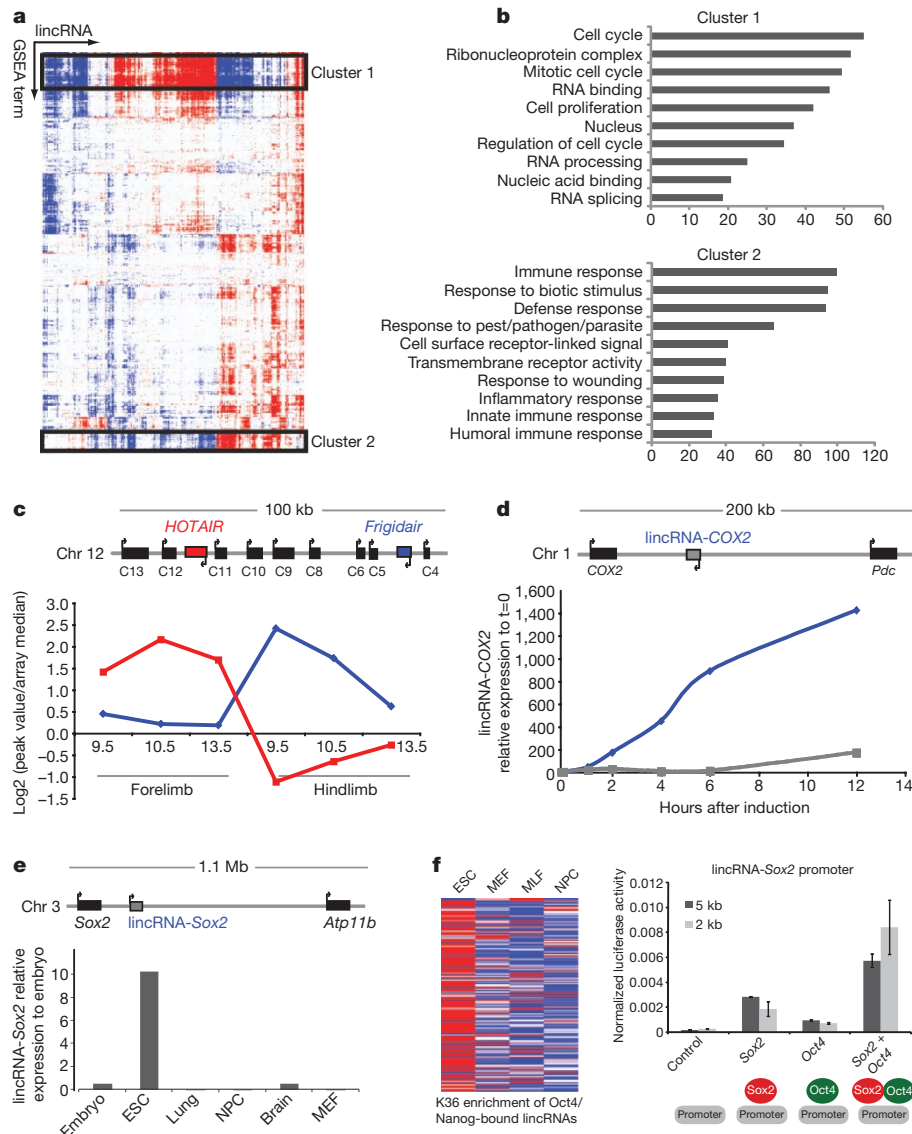 a
lincRNA
GSEA term
Cluster 1
Cluster 2
b
Cluster 1
Cell cycle
Ribonucleoprotein complex
Mitotic cell cycle
RNA binding
Cell proliferation
Nucleus
Regulation of cell cycle
RNA processing
Nucleic acid binding
RNA splicing
0 10 20 30 40 50 60
Cluster 2
Immune response
Response to biotic stimulus
Defense response
Response to pest/pathogen/parasite
Cell surface receptor-linked signal
Transmembrane receptor activity
Response to wounding
Inflammatory response
Innate immune response
Humoral immune response
0 20 40 60 80 100 120
c
100 kb
HOTAIR Frigidair
Chr 12
C13 C12 C11 C10 C9 C8 C6 C5 C4
Log2 (peak value/array median)
3.0
2.5
2.0
1.5
1.0
0.5
0.0
−0.5
−1.0
−1.5
9.5 10.5 13.5 9.5 10.5 13.5
Forelimb Hindlimb
d
200 kb
lincRNA-COX2
Chr 1
COX2 Pdc
lincRNA-COX2
relative expression to t=0
1,600
1,400
1,200
1,000
800
600
400
200
0
0 2 4 6 8 10 12 14
Hours after induction
e
1.1 Mb
Chr 3
Sox2 lincRNA-Sox2 Atp11b
lincRNA-Sox2 relative
expression to embryo
10
8
6
4
2
0
Embryo ESC Lung NPC Brain MEF
f
ESC MEF MLF NPC
K36 enrichment of Oct4/
Nanog-bound lincRNAs
lincRNA-Sox2 promoter
5 kb
2 kb
Normalized luciferase activity
0.012
0.010
0.008
0.006
0.004
0.002
0
Control Sox2 Oct4 Sox2 +
Oct4
Sox2 Oct4 Sox2 Oct4
Promoter Promoter Promoter Promoter